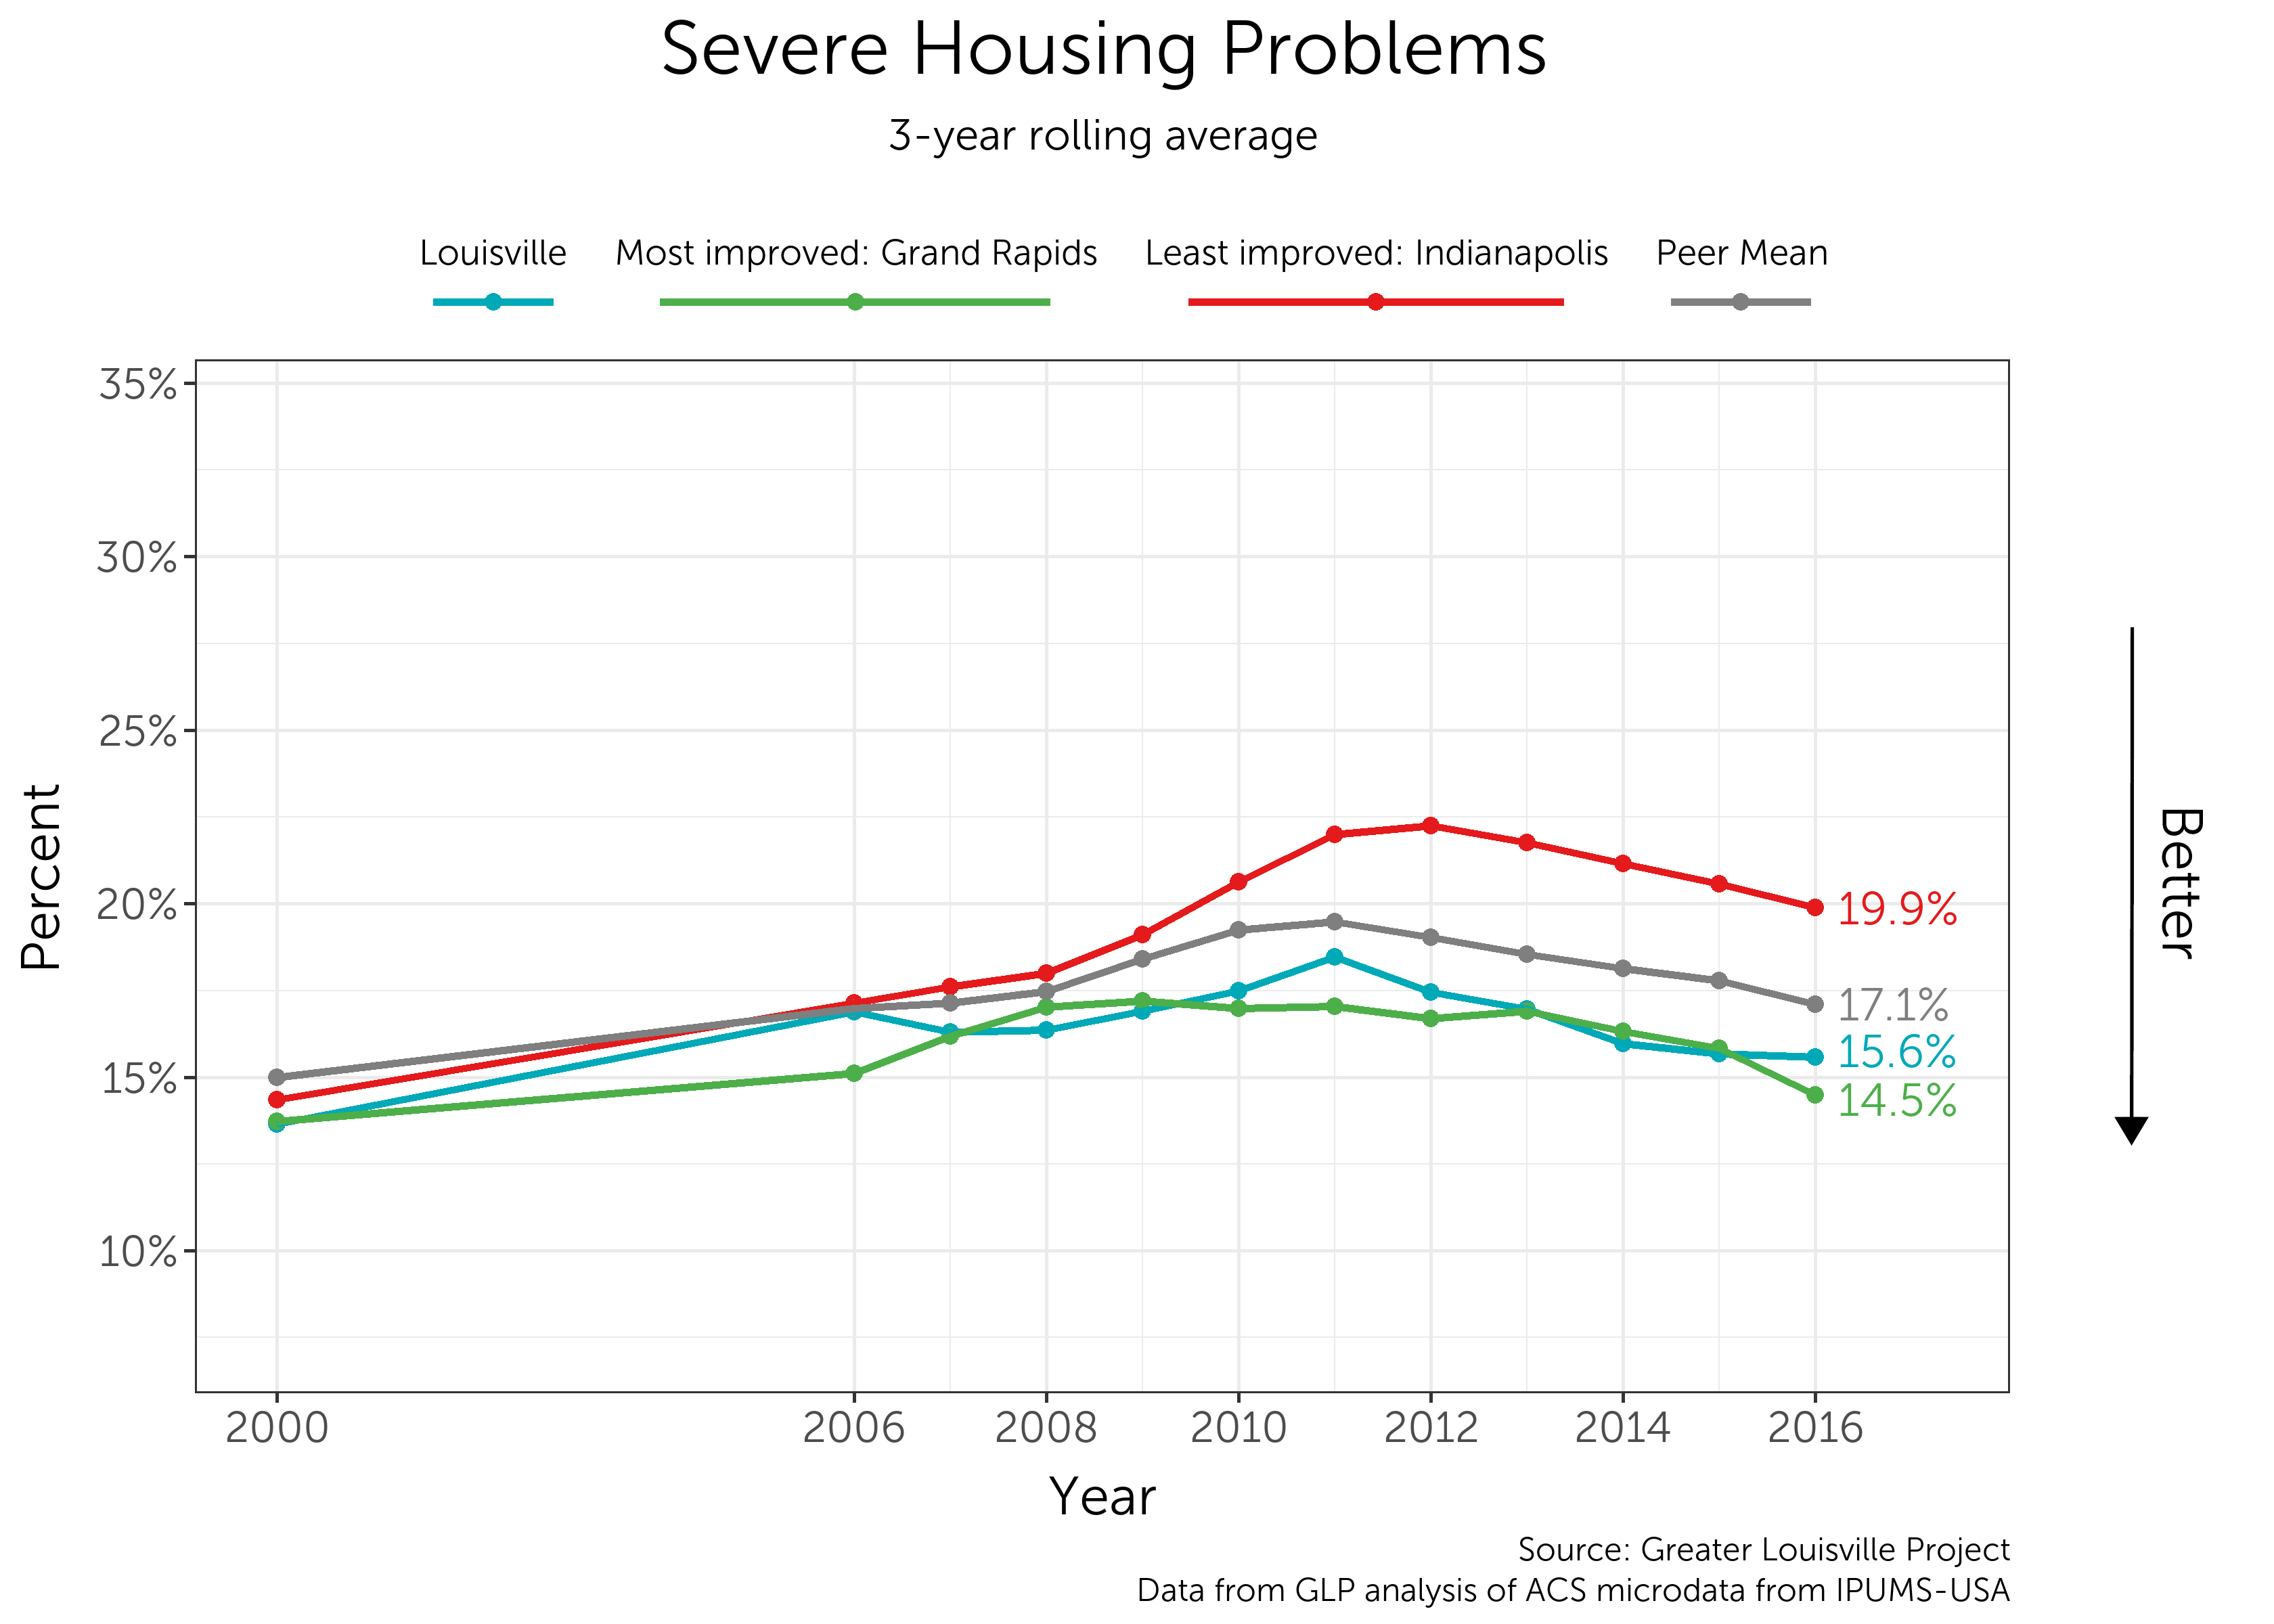 Severe Housing Problems
3-year rolling average
Louisville Most improved: Grand Rapids Least improved: Indianapolis Peer Mean
35%
30%
25%
20%
15%
10%
Percent
19.9%
17.1%
15.6%
14.5%
Better
2000 2006 2008 2010 2012 2014 2016
Year
Source: Greater Louisville Project
Data from GLP analysis of ACS microdata from IPUMS-USA